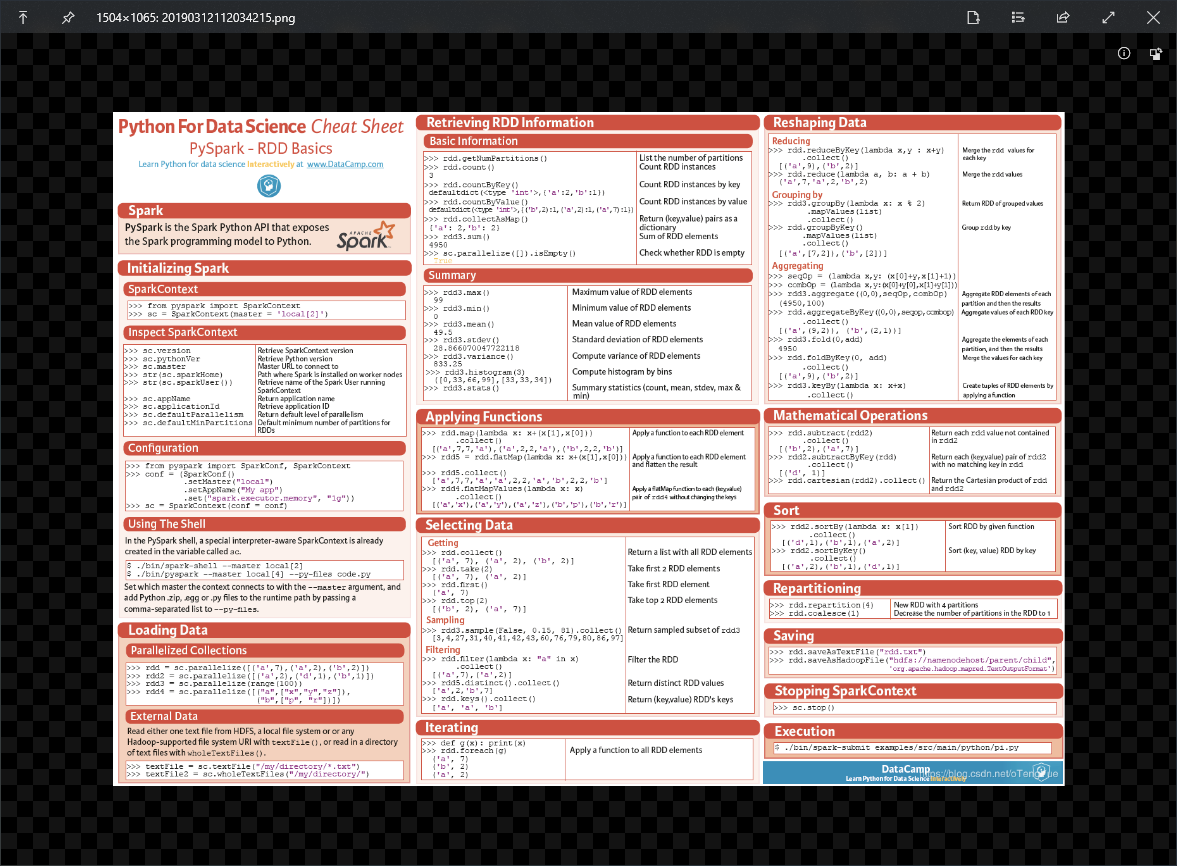 1504×1065: 20190312112034215.png
Python For Data Science Cheat Sheet
PySpark - RDD Basics
Learn Python for data science Interactively at www.DataCamp.com
Spark
PySpark is the Spark Python API that exposes
the Spark programming model to Python.
APACHE
Spark
Initializing Spark
SparkContext
>>> from pyspark import SparkContext
>>> sc = SparkContext(master = 'local[2]')
Inspect SparkContext
>>> sc.version Retrieve SparkContext version
>>> sc.pythonVer Retrieve Python version
>>> sc.master Master URL to connect to
>>> str(sc.sparkHome) Path where Spark is installed on worker nodes
>>> str(sc.sparkUser()) Retrieve name of the Spark User running
SparkContext
>>> sc.appName Return application name
>>> sc.applicationId Retrieve application ID
>>> sc.defaultParallelism Return default level of parallelism
>>> sc.defaultMinPartitions Default minimum number of partitions for
RDDs
Configuration
>>> from pyspark import SparkConf, SparkContext
>>> conf = (SparkConf()
.setMaster("local")
.setAppName("My app")
.set("spark.executor.memory", "1g"))
>>> sc = SparkContext(conf = conf)
Using The Shell
In the PySpark shell, a special interpreter-aware SparkContext is already
created in the variable called sc.
$ ./bin/spark-shell --master local[2]
$ ./bin/pyspark --master local[4] --py-files code.py
Set which master the context connects to with the --master argument, and
add Python .zip, .egg or .py files to the runtime path by passing a
comma-separated list to --py-files.
Loading Data
Parallelized Collections
>>> rdd = sc.parallelize([('a',7),('a',2),('b',2)])
>>> rdd2 = sc.parallelize([('a',2),('d',1),('b',1)])
>>> rdd3 = sc.parallelize(range(100))
>>> rdd4 = sc.parallelize([("a",["x","y","z"]),
("b",["p", "r"])])
External Data
Read either one text file from HDFS, a local file system or or any
Hadoop-supported file system URI with textFile(), or read in a directory
of text files with wholeTextFiles().
>>> textFile = sc.textFile("/my/directory/*.txt")
>>> textFile2 = sc.wholeTextFiles("/my/directory/")
Retrieving RDD Information
Basic Information
>>> rdd.getNumPartitions() List the number of partitions
>>> rdd.count() Count RDD instances
3
>>> rdd.countByKey() Count RDD instances by key
defaultdict(<type 'int'>,{'a':2,'b':1})
>>> rdd.countByValue() Count RDD instances by value
defaultdict(<type 'int'>,{('b',2):1,('a',2):1,('a',7):1})
>>> rdd.collectAsMap() Return (key,value) pairs as a
{'a': 2,'b': 2} dictionary
>>> rdd3.sum() Sum of RDD elements
4950
>>> sc.parallelize([]).isEmpty() Check whether RDD is empty
True
Summary
>>> rdd3.max() Maximum value of RDD elements
99
>>> rdd3.min() Minimum value of RDD elements
0
>>> rdd3.mean() Mean value of RDD elements
49.5
>>> rdd3.stdev() Standard deviation of RDD elements
28.866070047722118
>>> rdd3.variance() Compute variance of RDD elements
833.25
>>> rdd3.histogram(3) Compute histogram by bins
([0,33,66,99],[33,33,34])
>>> rdd3.stats() Summary statistics (count, mean, stdev, max &
min)
Applying Functions
>>> rdd.map(lambda x: x+(x[1],x[0])) Apply a function to each RDD element
.collect()
[('a',7,7,'a'),('a',2,2,'a'),('b',2,2,'b')]
>>> rdd5 = rdd.flatMap(lambda x: x+(x[1],x[0])) Apply a function to each RDD element
and flatten the result
>>> rdd5.collect()
['a',7,7,'a','a',2,2,'a','b',2,2,'b']
>>> rdd4.flatMapValues(lambda x: x) Apply a flatMap function to each (key,value)
.collect() pair of rdd4 without changing the keys
[('a','x'),('a','y'),('a','z'),('b','p'),('b','r')]
Selecting Data
Getting
>>> rdd.collect() Return a list with all RDD elements
[('a', 7), ('a', 2), ('b', 2)]
>>> rdd.take(2) Take first 2 RDD elements
[('a', 7), ('a', 2)]
>>> rdd.first() Take first RDD element
('a', 7)
>>> rdd.top(2) Take top 2 RDD elements
[('b', 2), ('a', 7)]
Sampling
>>> rdd3.sample(False, 0.15, 81).collect() Return sampled subset of rdd3
[3,4,27,31,40,41,42,43,60,76,79,80,86,97]
Filtering
>>> rdd.filter(lambda x: "a" in x) Filter the RDD
.collect()
[('a',7),('a',2)]
>>> rdd5.distinct().collect() Return distinct RDD values
['a',2,'b',7]
>>> rdd.keys().collect() Return (key,value) RDD's keys
['a', 'a', 'b']
Iterating
>>> def g(x): print(x)
>>> rdd.foreach(g) Apply a function to all RDD elements
('a', 7)
('b', 2)
('a', 2)
Reshaping Data
Reducing
>>> rdd.reduceByKey(lambda x,y : x+y) Merge the rdd values for
.collect() each key
[('a',9),('b',2)]
>>> rdd.reduce(lambda a, b: a + b) Merge the rdd values
('a',7,'a',2,'b',2)
Grouping by
>>> rdd3.groupBy(lambda x: x % 2) Return RDD of grouped values
.mapValues(list)
.collect()
>>> rdd.groupByKey() Group rdd by key
.mapValues(list)
.collect()
[('a',[7,2]),('b',[2])]
Aggregating
>>> seqOp = (lambda x,y: (x[0]+y,x[1]+1))
>>> combOp = (lambda x,y:(x[0]+y[0],x[1]+y[1]))
>>> rdd3.aggregate((0,0),seqOp,combOp) Aggregate RDD elements of each
(4950,100) partition and then the results
>>> rdd.aggregateByKey((0,0),seqop,combop) Aggregate values of each RDD key
.collect()
[('a',(9,2)), ('b',(2,1))]
>>> rdd3.fold(0,add) Aggregate the elements of each
4950 partition, and then the results
>>> rdd.foldByKey(0, add) Merge the values for each key
.collect()
[('a',9),('b',2)]
>>> rdd3.keyBy(lambda x: x+x) Create tuples of RDD elements by
.collect() applying a function
Mathematical Operations
>>> rdd.subtract(rdd2) Return each rdd value not contained
.collect() in rdd2
[('b',2),('a',7)]
>>> rdd2.subtractByKey(rdd) Return each (key,value) pair of rdd2
.collect() with no matching key in rdd
[('d', 1)]
>>> rdd.cartesian(rdd2).collect() Return the Cartesian product of rdd
and rdd2
Sort
>>> rdd2.sortBy(lambda x: x[1]) Sort RDD by given function
.collect()
[('d',1),('b',1),('a',2)]
>>> rdd2.sortByKey() Sort (key, value) RDD by key
.collect()
[('a',2),('b',1),('d',1)]
Repartitioning
>>> rdd.repartition(4) New RDD with 4 partitions
>>> rdd.coalesce(1) Decrease the number of partitions in the RDD to 1
Saving
>>> rdd.saveAsTextFile("rdd.txt")
>>> rdd.saveAsHadoopFile("hdfs://namenodehost/parent/child",
'org.apache.hadoop.mapred.TextOutputFormat')
Stopping SparkContext
>>> sc.stop()
Execution
$ ./bin/spark-submit examples/src/main/python/pi.py
DataCamp
Learn Python for Data Science Interactively